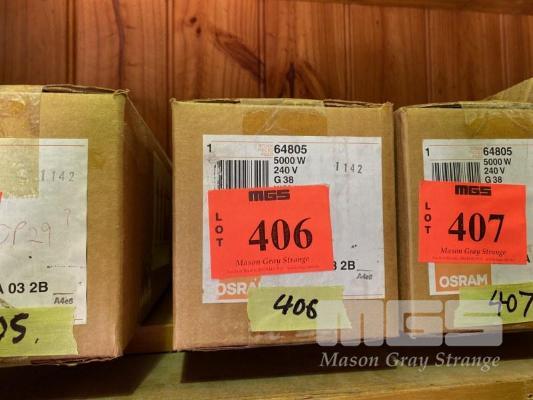 1142
OP29 ?
A 03 2B
A4e6
05.
1
64805
5000 W
240 V
G 38
1142
MGS
LOT
406
Mason Gray Strange
3 2B
A4e6
OSRAM
406
1
64805
5000 W
240 V
G 38
MGS
LOT
407
Mason Gray Strange
OSRAM
407
MGS
Mason Gray Strange